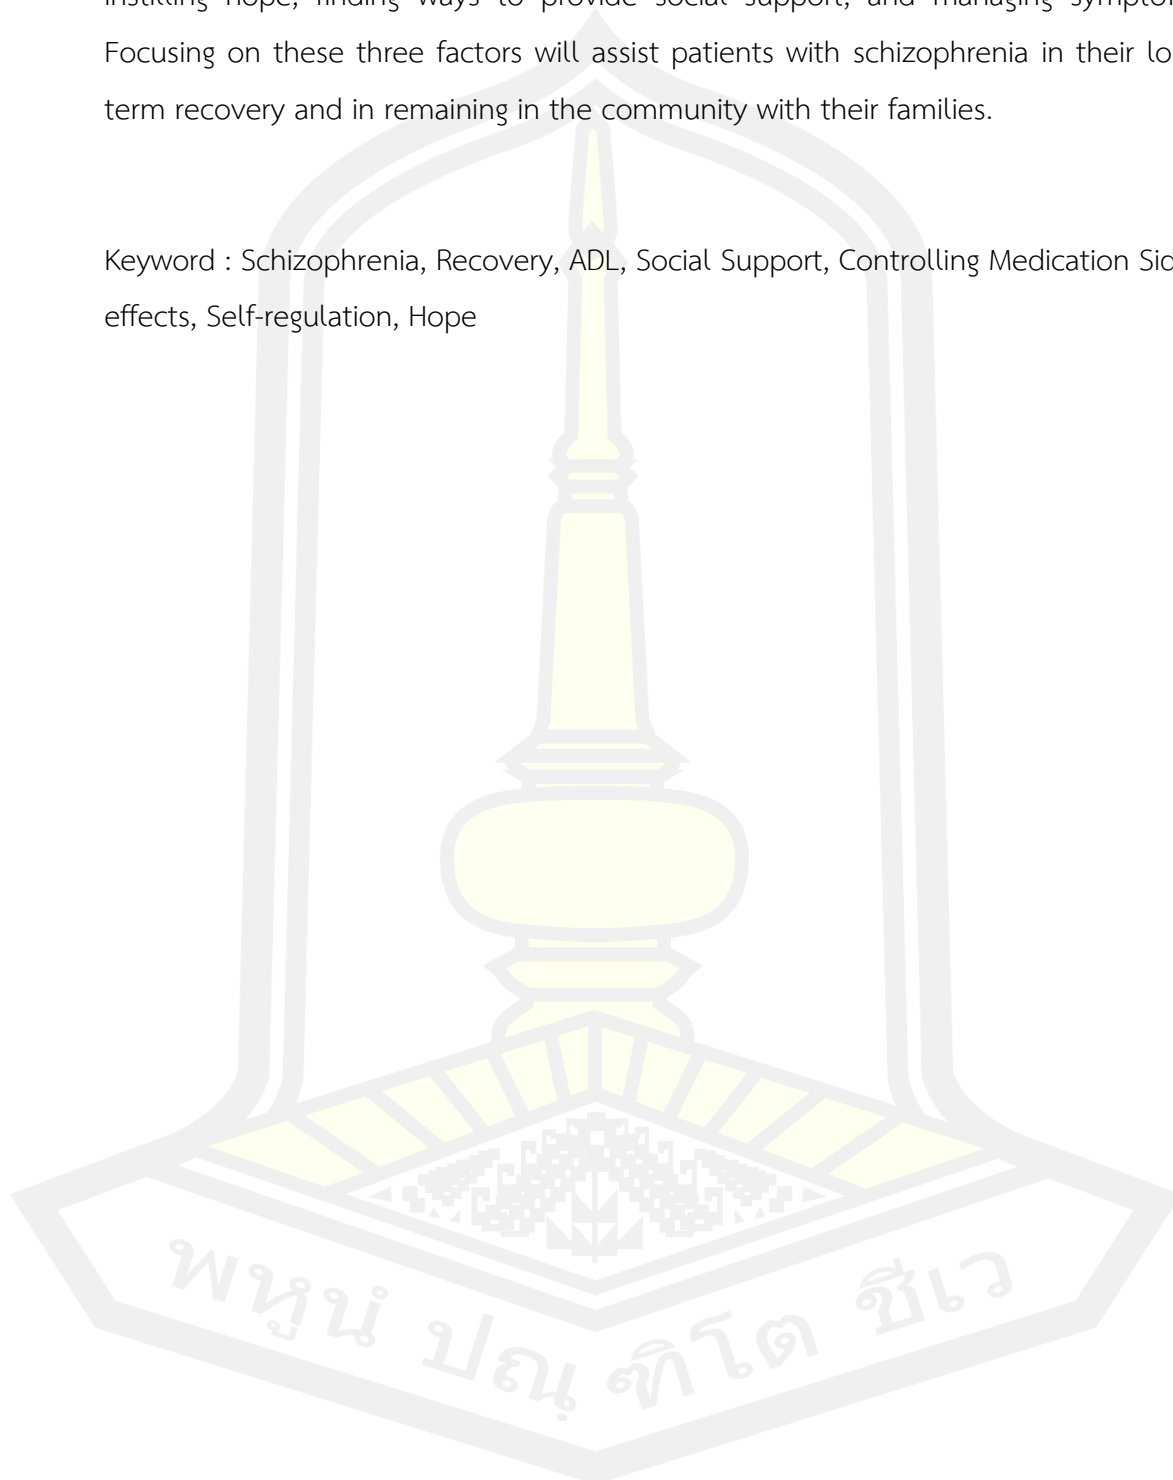 instilling hope, finding ways to provide social support, and managing sympto
Focusing on these three factors will assist patients with schizophrenia in their lo
term recovery and in remaining in the community with their families.
Keyword : Schizophrenia, Recovery, ADL, Social Support, Controlling Medication Sid
effects, Self-regulation, Hope
พหูนํ ปณฺฑิโต ชีเว